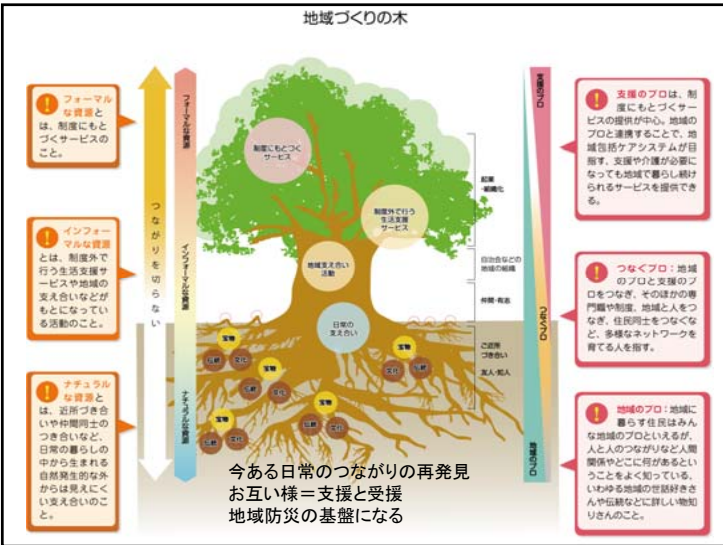 地域づくりの木
! フォーマル
な資源と
は、制度にもと
づくサービスの
こと。
! インフォー
マルな資源
とは、制度外で
行う生活支援
サービスや地域の
支え合いなどが
もとになってい
る活動のこと。
! ナチュラル
な資源と
は、近所づき合
いや仲間同士の
つき合いなど、
日常の暮らしの
中から生まれる
自然発生的な外
からは見えにく
い支え合いのこ
と。
つながりを切らない
フォーマルな資源
インフォーマルな資源
ナチュラルな資源
制度にもとづく
サービス
制度外で行う
生活支援
サービス
地域支え合い
活動
日常の
支え合い
宝物
伝統
文化
宝物
伝統
文化
宝物
伝統
文化
宝物
伝統
文化
宝物
伝統
文化
起業
・組織化
自治会などの
地域の組織
仲間・有志
ご近所
づき合い
友人・知人
支援のプロ
つなぐプロ
地域のプロ
! 支援のプロは、制
度にもとづくサー
ビスの提供が中心。地域の
プロと連携することで、地
域包括ケアシステムが目
指す、支援や介護が必要に
なっても地域で暮らし続け
られるサービスを提供でき
る。
! つなぐプロ：地域
のプロと支援のプ
ロをつなぎ、そのほかの専
門職や制度、地域と人をつ
なぎ、住民同士をつなぐな
ど、多様なネットワークを
育てる人を指す。
! 地域のプロ：地域に
暮らす住民はみん
な地域のプロといえるが、
人と人のつながりなど人間
関係やどこに何があるとい
うことをよく知っている、
いわゆる地域の世話好きさ
んや伝統などに詳しい物知
りさんのこと。
今ある日常のつながりの再発見
お互い様＝支援と受援
地域防災の基盤になる